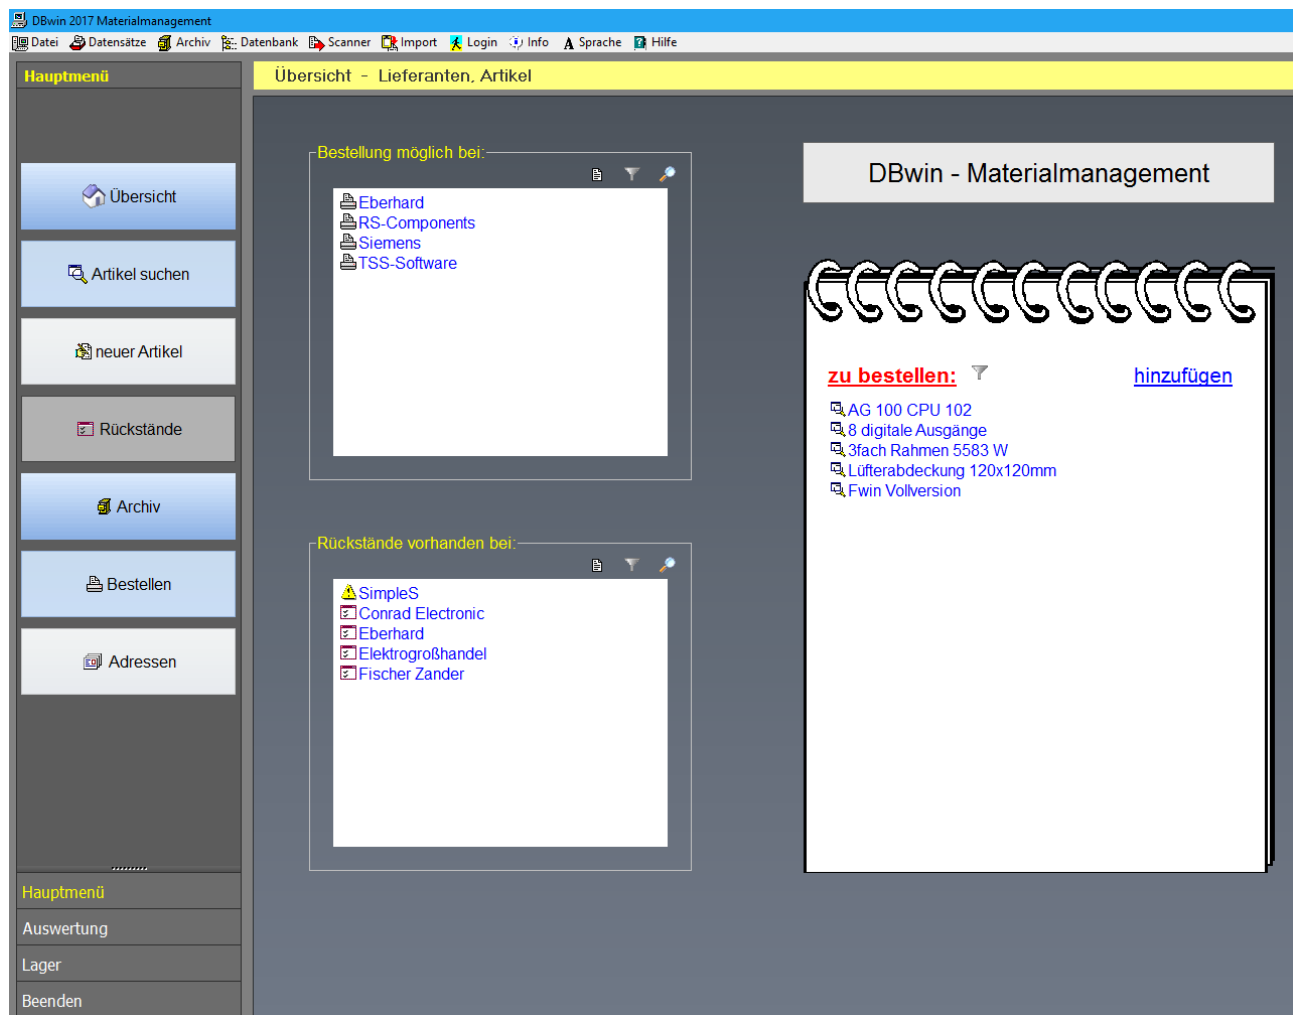 DBwin 2017 Materialmanagement
Datei Datensätze Archiv Datenbank Scanner Import Login Info Sprache Hilfe
Hauptmenü
Übersicht - Lieferanten, Artikel
Übersicht
Artikel suchen
neuer Artikel
Rückstände
Archiv
Bestellen
Adressen
Hauptmenü
Auswertung
Lager
Beenden
Bestellung möglich bei:
Eberhard
RS-Components
Siemens
TSS-Software
Rückstände vorhanden bei:
SimpleS
Conrad Electronic
Eberhard
Elektrogroßhandel
Fischer Zander
DBwin - Materialmanagement
zu bestellen: hinzufügen
AG 100 CPU 102
8 digitale Ausgänge
3fach Rahmen 5583 W
Lüfterabdeckung 120x120mm
Fwin Vollversion